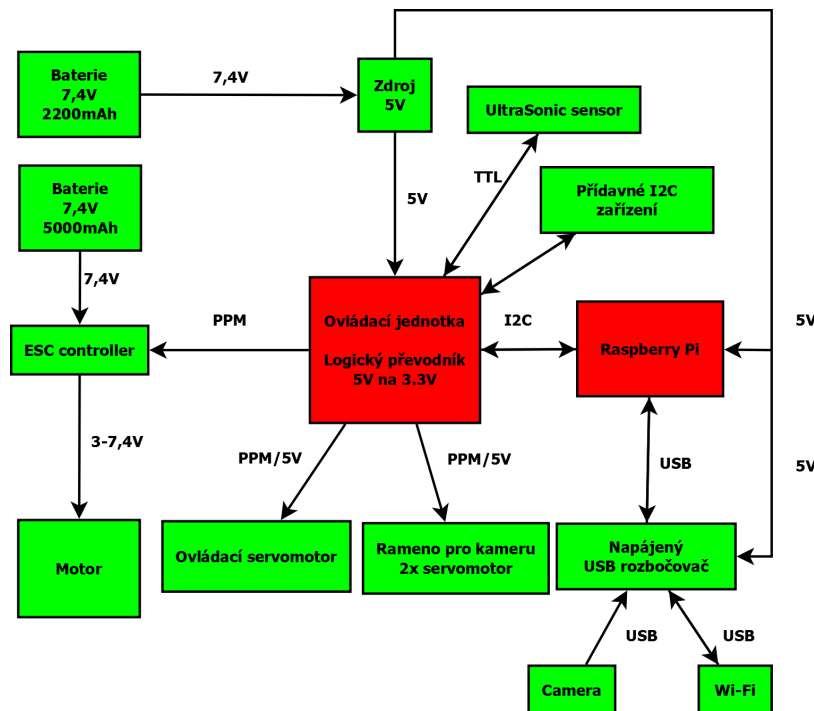 Baterie
7,4V
2200mAh
7,4V
Zdroj
5V
UltraSonic sensor
TTL
5V
Přídavné I2C
zařízení
Baterie
7,4V
5000mAh
7,4V
ESC controller
PPM
Ovládací jednotka
Logický převodník
5V na 3.3V
I2C
Raspberry Pi
5V
3-7,4V
PPM/5V
PPM/5V
USB
5V
Motor
Ovládací servomotor
Rameno pro kameru
2x servomotor
Napájený
USB rozbočovač
USB
USB
Camera
Wi-Fi